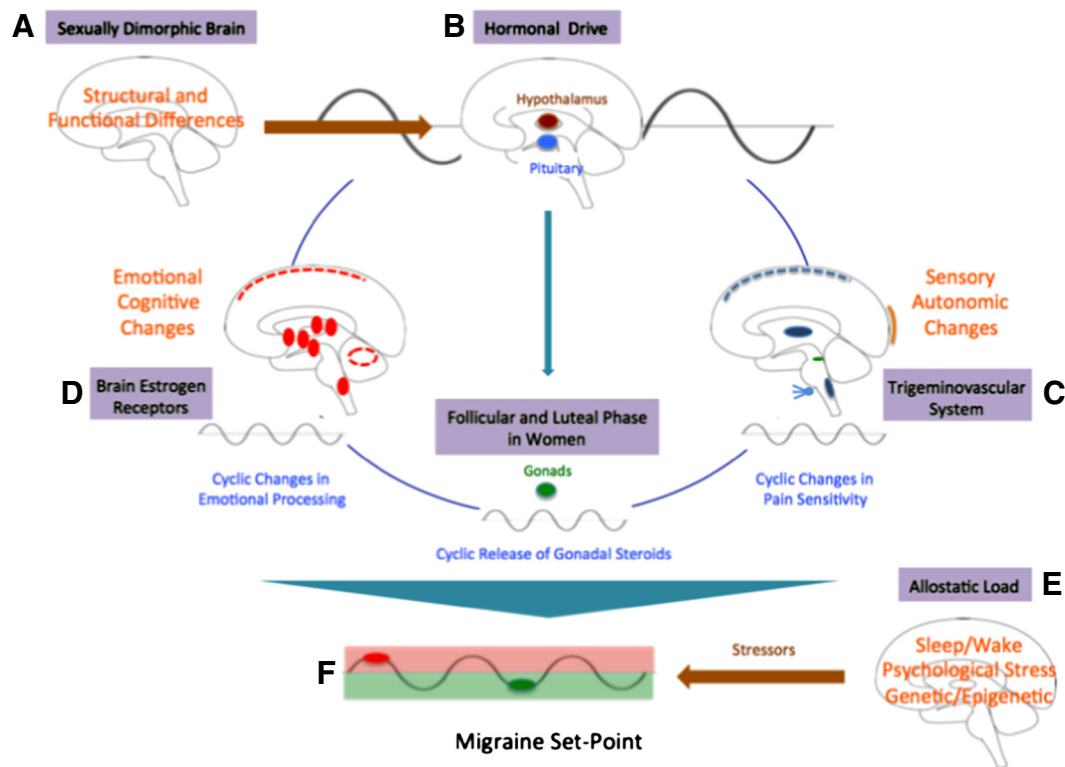 A
Sexually Dimorphic Brain
Structural and
Functional Differences
B
Hormonal Drive
Hypothalamus
Pituitary
Emotional
Cognitive
Changes
D
Brain Estrogen
Receptors
Cyclic Changes in
Emotional Processing
Follicular and Luteal Phase
in Women
Gonads
Cyclic Release of Gonadal Steroids
Sensory
Autonomic
Changes
Trigeminovascular
System
C
Cyclic Changes in
Pain Sensitivity
Allostatic Load
E
Sleep/Wake
Psychological Stress
Genetic/Epigenetic
Stressors
F
Migraine Set-Point